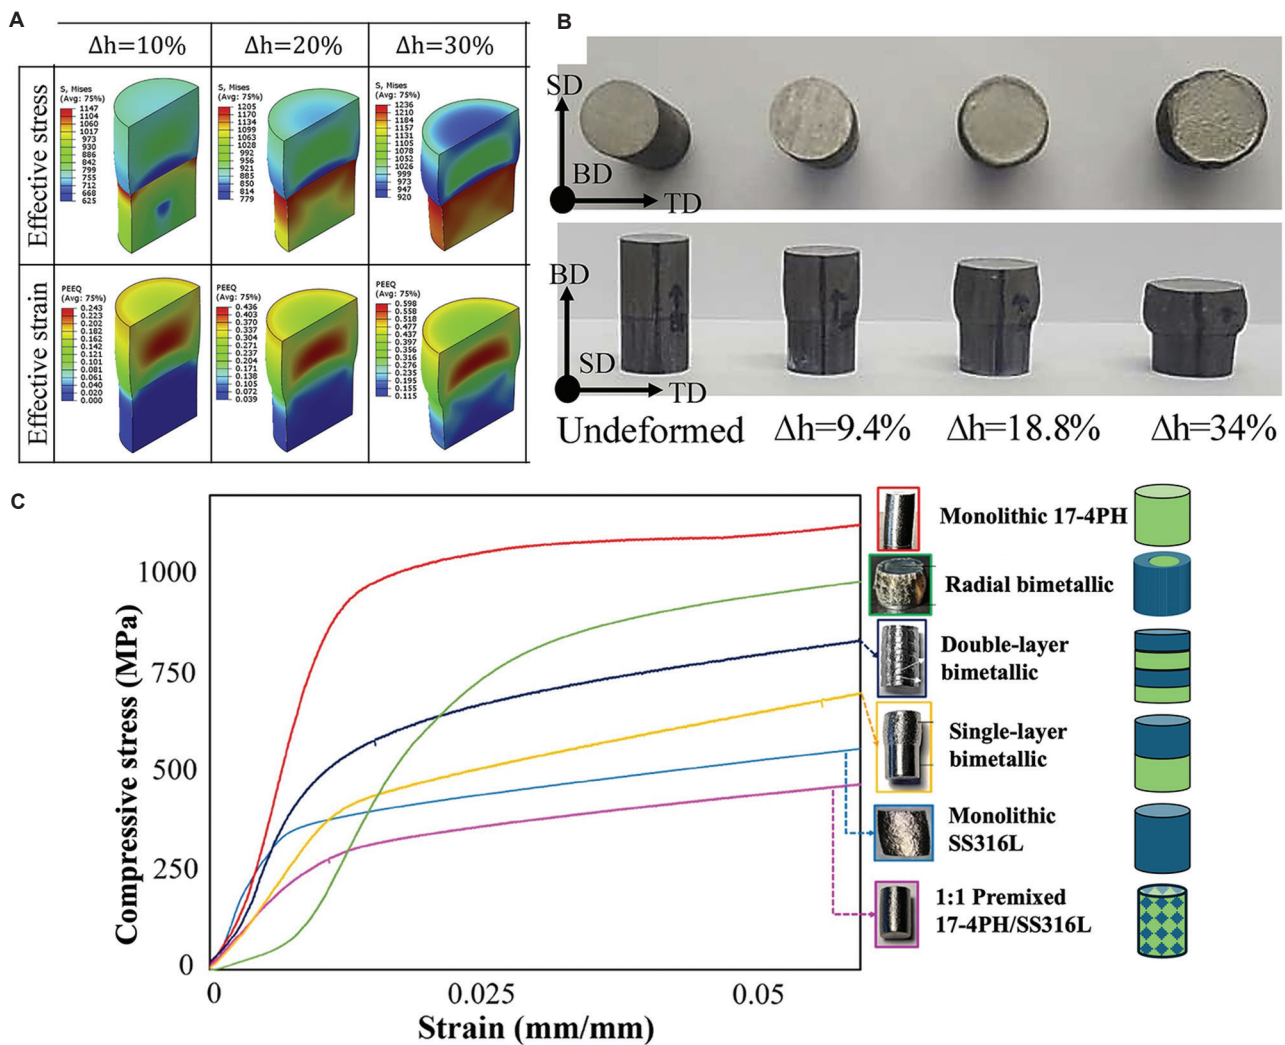 A
Δh=10%
Δh=20%
Δh=30%
Effective stress
S, Mises
(Avg: 75%)
1147
1104
1060
1017
973
930
886
842
799
755
712
668
625
S, Mises
(Avg: 75%)
1205
1170
1134
1099
1063
1028
992
956
921
885
850
814
779
S, Mises
(Avg: 75%)
1236
1210
1184
1157
1131
1105
1078
1052
1026
999
973
947
920
Effective strain
PEEQ
(Avg: 75%)
0.243
0.223
0.202
0.182
0.162
0.142
0.121
0.101
0.081
0.061
0.040
0.020
0.000
PEEQ
(Avg: 75%)
0.436
0.403
0.370
0.337
0.304
0.271
0.237
0.204
0.171
0.138
0.105
0.072
0.039
PEEQ
(Avg: 75%)
0.598
0.558
0.518
0.477
0.437
0.397
0.356
0.316
0.276
0.235
0.195
0.155
0.115
B
SD
BD
TD
BD
SD
TD
Undeformed
Δh=9.4%
Δh=18.8%
Δh=34%
C
Compressive stress (MPa)
1000
750
500
250
0
0
0.025
0.05
Strain (mm/mm)
Monolithic 17-4PH
Radial bimetallic
Double-layer
bimetallic
Single-layer
bimetallic
Monolithic
SS316L
1:1 Premixed
17-4PH/SS316L